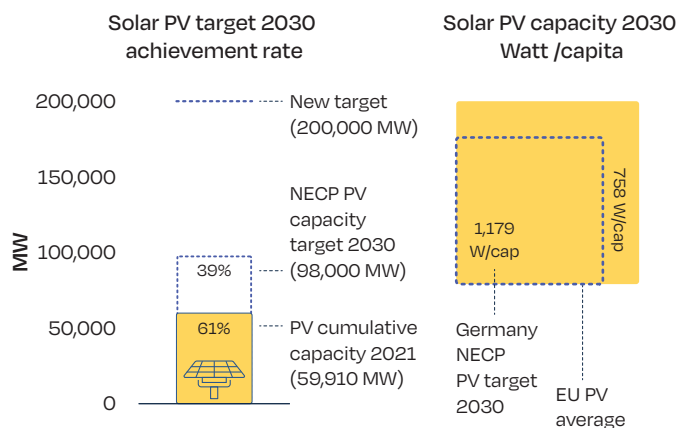 Solar PV target 2030
achievement rate
MW
200,000
150,000
100,000
50,000
0
39%
61%
New target
(200,000 MW)
NECP PV
capacity
target 2030
(98,000 MW)
PV cumulative
capacity 2021
(59,910 MW)
Solar PV capacity 2030
Watt /capita
758 W/cap
1,179
W/cap
Germany
NECP
PV target
2030
EU PV
average